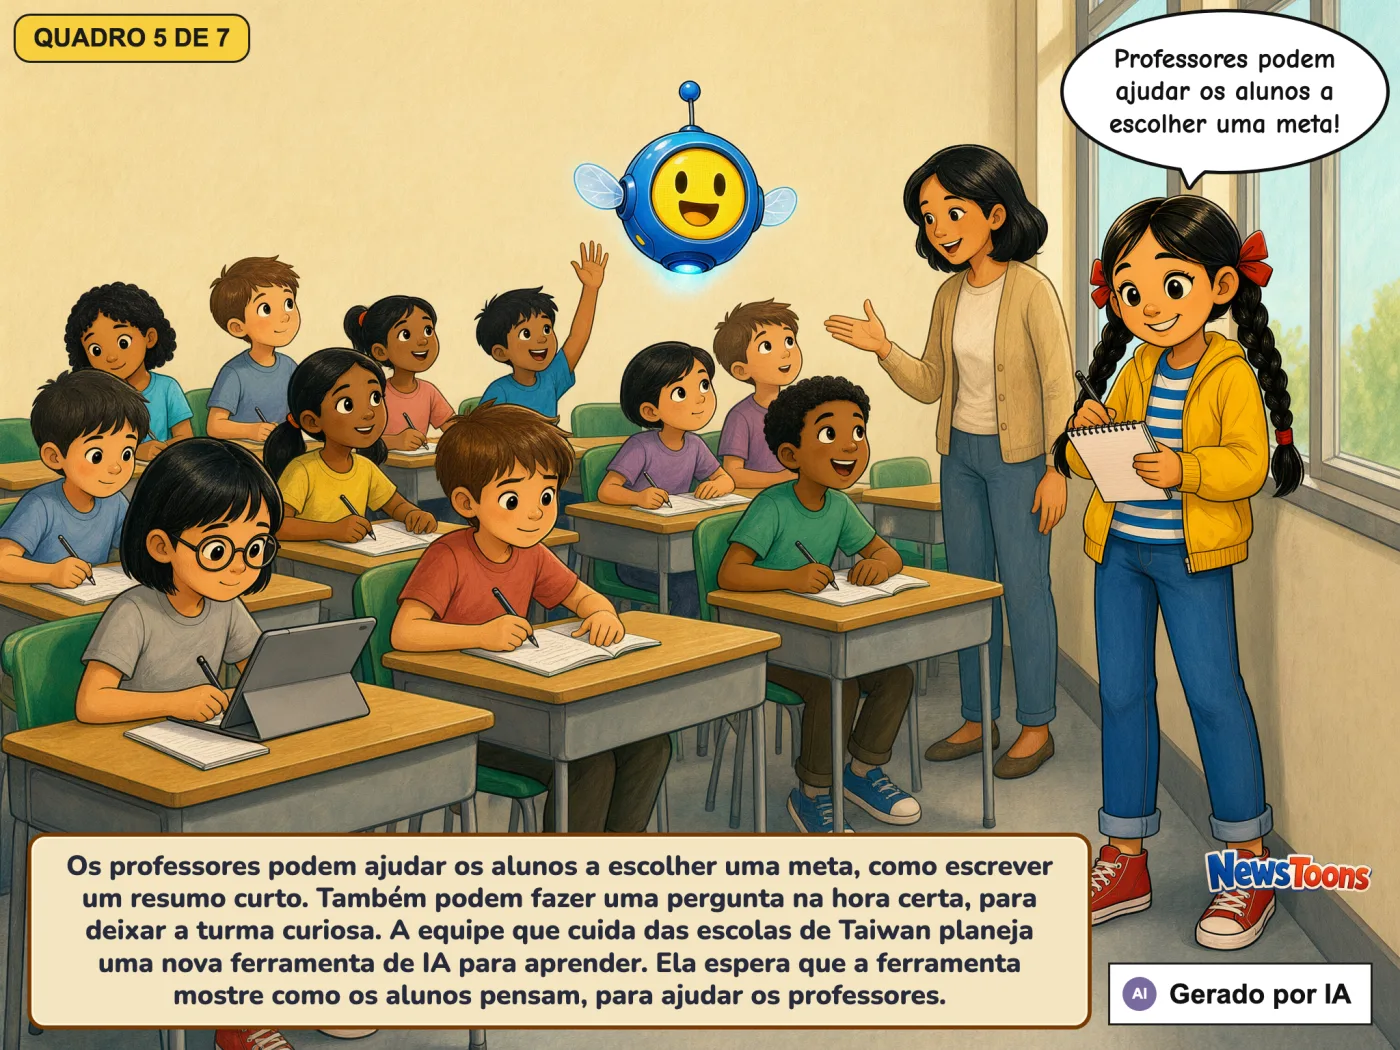 QUADRO 5 DE 7
Professores podem
ajudar os alunos a
escolher uma meta!
Os professores podem ajudar os alunos a escolher uma meta, como escrever
um resumo curto. Também podem fazer uma pergunta na hora certa, para
deixar a turma curiosa. A equipe que cuida das escolas de Taiwan planeja
uma nova ferramenta de IA para aprender. Ela espera que a ferramenta
mostre como os alunos pensam, para ajudar os professores.
NewsToons
AI Gerado por IA